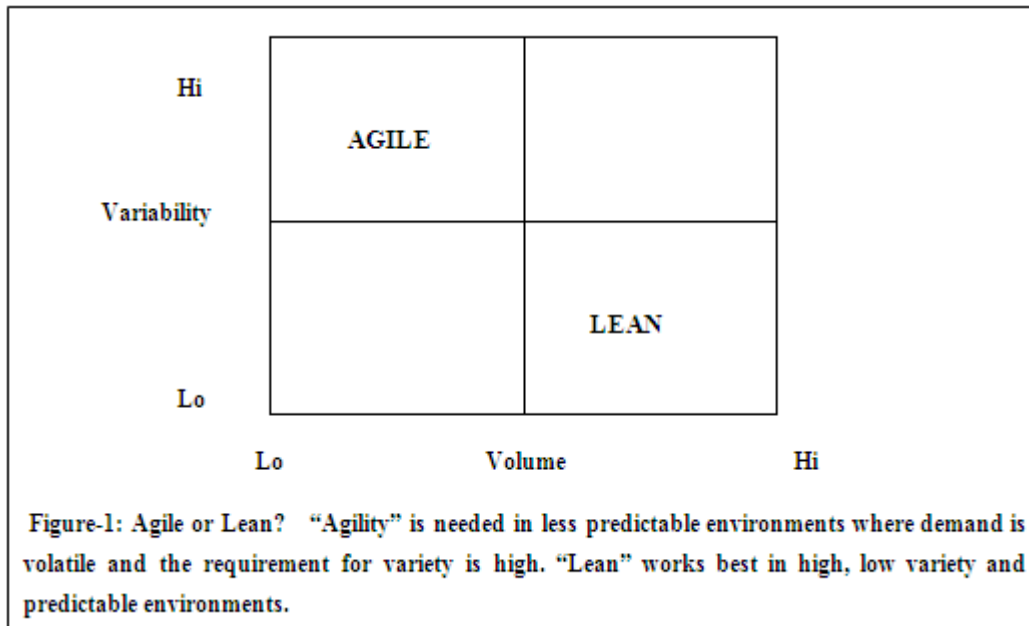 Hi
AGILE
Variability
LEAN
Lo
Lo Volume Hi
Figure-1: Agile or Lean? “Agility” is needed in less predictable environments where demand is
volatile and the requirement for variety is high. “Lean” works best in high, low variety and
predictable environments.